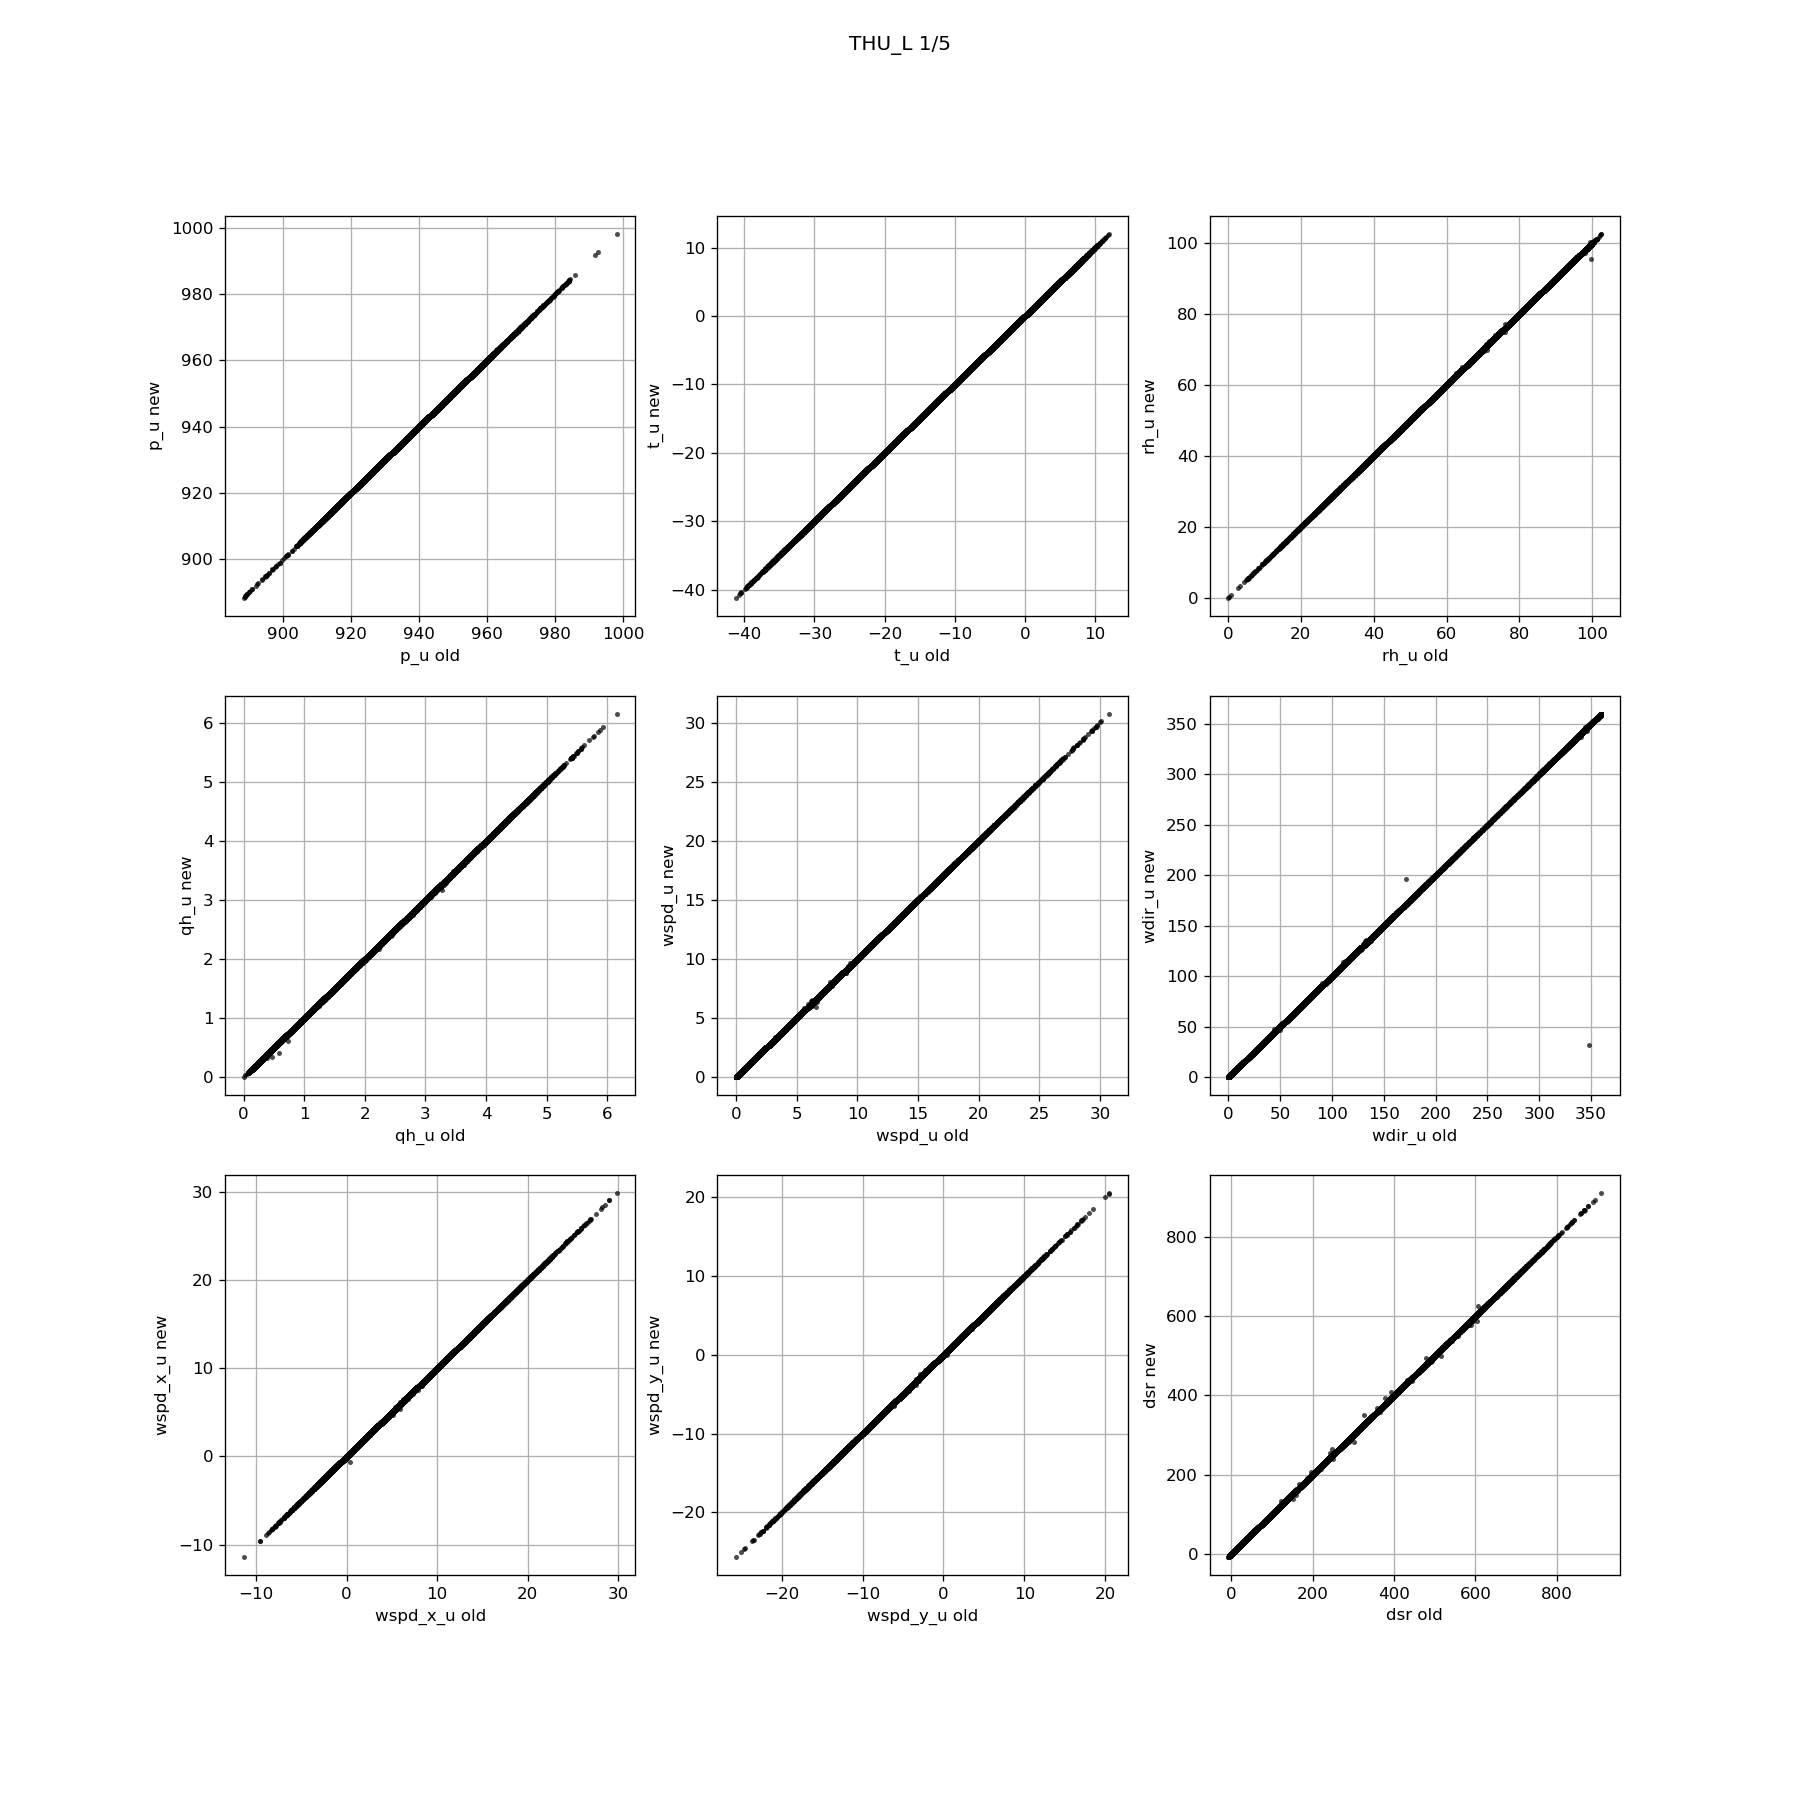 THU_L 1/5
1000
980
960
940
920
900
p_u new
900 920 940 960 980 1000
p_u old
10
0
−10
−20
−30
−40
t_u new
−40 −30 −20 −10 0 10
t_u old
100
80
60
40
20
0
rh_u new
0 20 40 60 80 100
rh_u old
6
5
4
3
2
1
0
qh_u new
0 1 2 3 4 5 6
qh_u old
30
25
20
15
10
5
0
wspd_u new
0 5 10 15 20 25 30
wspd_u old
350
300
250
200
150
100
50
0
wdir_u new
0 50 100 150 200 250 300 350
wdir_u old
30
20
10
0
−10
wspd_x_u new
−10 0 10 20 30
wspd_x_u old
20
10
0
−10
−20
wspd_y_u new
−20 −10 0 10 20
wspd_y_u old
800
600
400
200
0
dsr new
0 200 400 600 800
dsr old